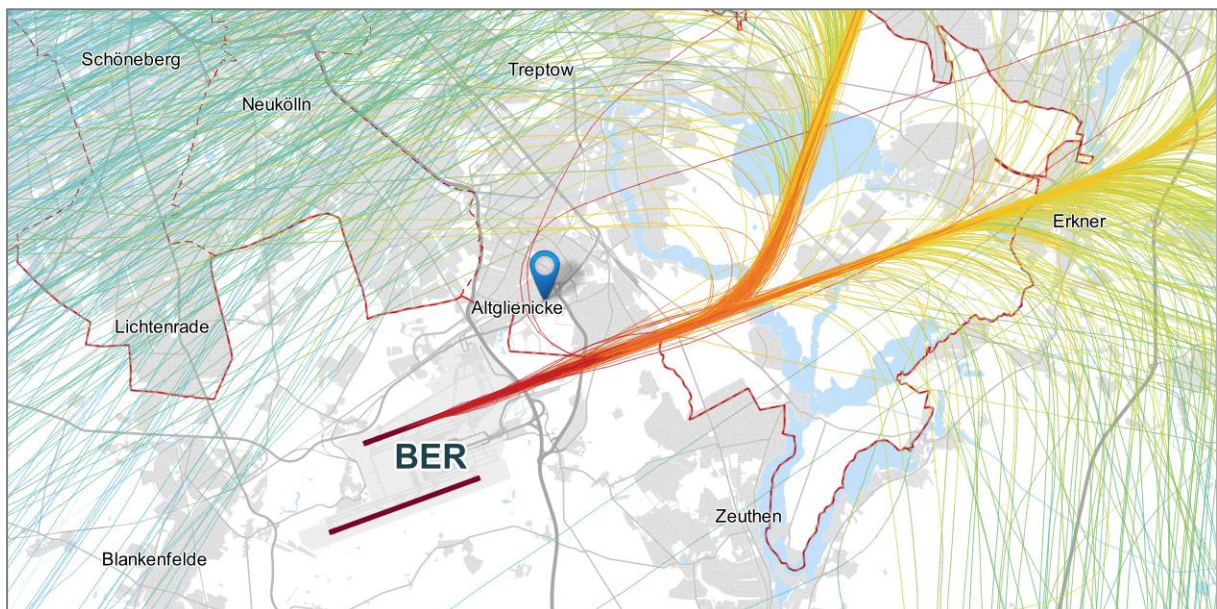 Schöneberg
Treptow
Neukölln
Erkner
Altglienicke
Lichtenrade
BER
Zeuthen
Blankenfelde